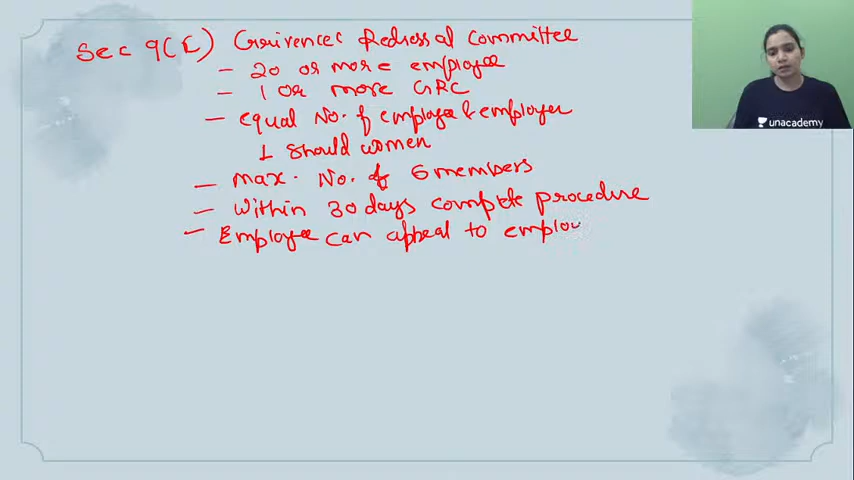 Sec 9(C) Grievences Redressal Committee
- 20 or more employee
- 1 or more GRC
- equal No. of employee & employer
1 should women
- max. No. of 6 members
- Within 30 days complete procedure
- Employee can appeal to employ
unacademy